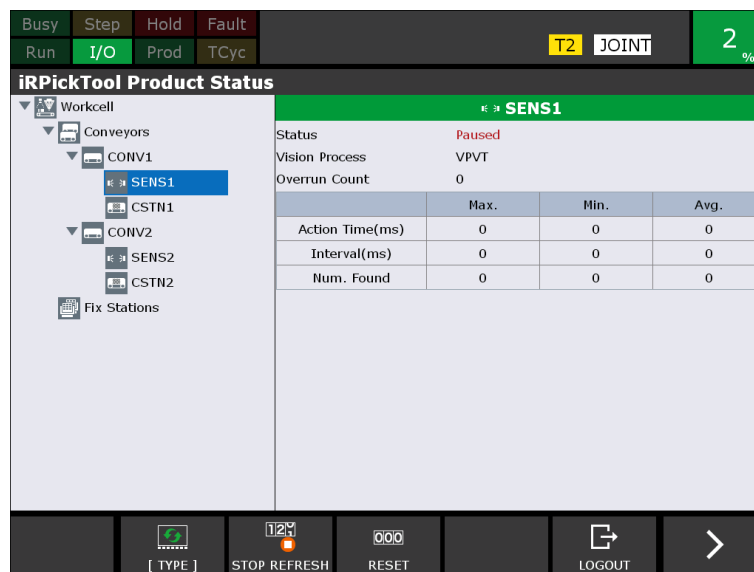 Busy Step Hold Fault
Run I/O Prod TCyc
T2 JOINT
2 %
iRPickTool Product Status
Workcell
Conveyors
CONV1
SENS1
CSTN1
CONV2
SENS2
CSTN2
Fix Stations
SENS1
Status Paused
Vision Process VPVT
Overrun Count 0
Max. Min. Avg.
Action Time(ms) 0 0 0
Interval(ms) 0 0 0
Num. Found 0 0 0
[ TYPE ]
STOP REFRESH
000
RESET
LOGOUT